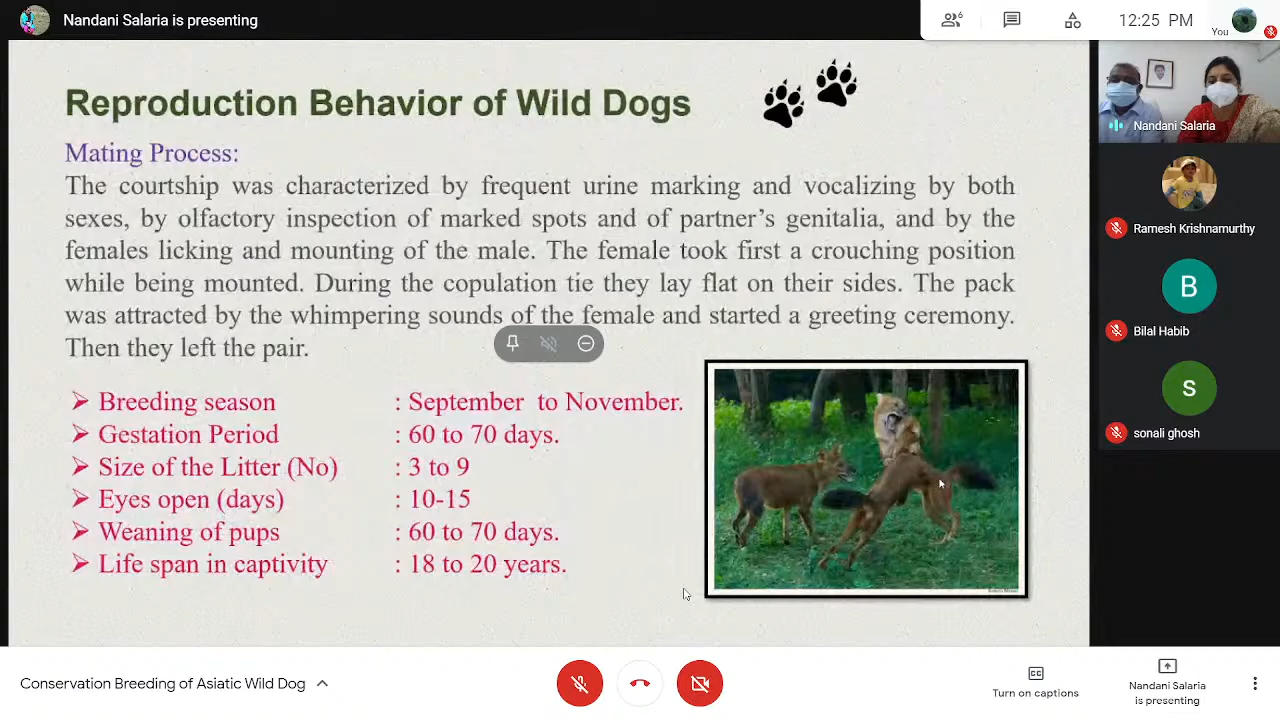 Nandani Salaria is presenting
6
12:25 PM
You
Reproduction Behavior of Wild Dogs
Mating Process:
The courtship was characterized by frequent urine marking and vocalizing by both
sexes, by olfactory inspection of marked spots and of partner's genitalia, and by the
females licking and mounting of the male. The female took first a crouching position
while being mounted. During the copulation tie they lay flat on their sides. The pack
was attracted by the whimpering sounds of the female and started a greeting ceremony.
Then they left the pair.
➢ Breeding season : September to November.
➢ Gestation Period : 60 to 70 days.
➢ Size of the Litter (No) : 3 to 9
➢ Eyes open (days) : 10-15
➢ Weaning of pups : 60 to 70 days.
➢ Life span in captivity : 18 to 20 years.
Nandani Salaria
Ramesh Krishnamurthy
B
Bilal Habib
S
sonali ghosh
Conservation Breeding of Asiatic Wild Dog
CC
Turn on captions
Nandani Salaria
is presenting